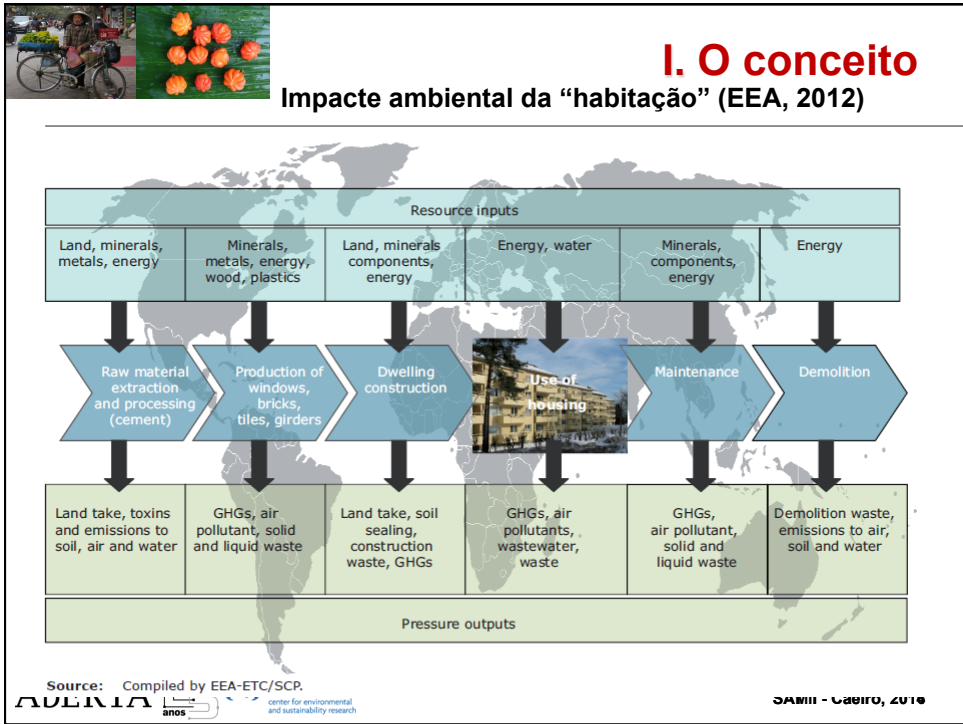 I. O conceito
Impacte ambiental da “habitação” (EEA, 2012)
Resource inputs
Land, minerals,
metals, energy
Minerals,
metals, energy,
wood, plastics
Land, minerals
components,
energy
Energy, water
Minerals,
components,
energy
Energy
Raw material
extraction
and processing
(cement)
Production of
windows,
bricks,
tiles, girders
Dwelling
construction
Use of
housing
Maintenance
Demolition
Land take, toxins
and emissions to
soil, air and water
GHGs, air
pollutant, solid
and liquid waste
Land take, soil
sealing,
construction
waste, GHGs
GHGs, air
pollutants,
wastewater,
waste
GHGs,
air pollutant,
solid and
liquid waste
Demolition waste,
emissions to air,
soil and water
Pressure outputs
Source: Compiled by EEA-ETC/SCP.
ABERTA
anos
center for environmental
and sustainability research
- Caeiro,